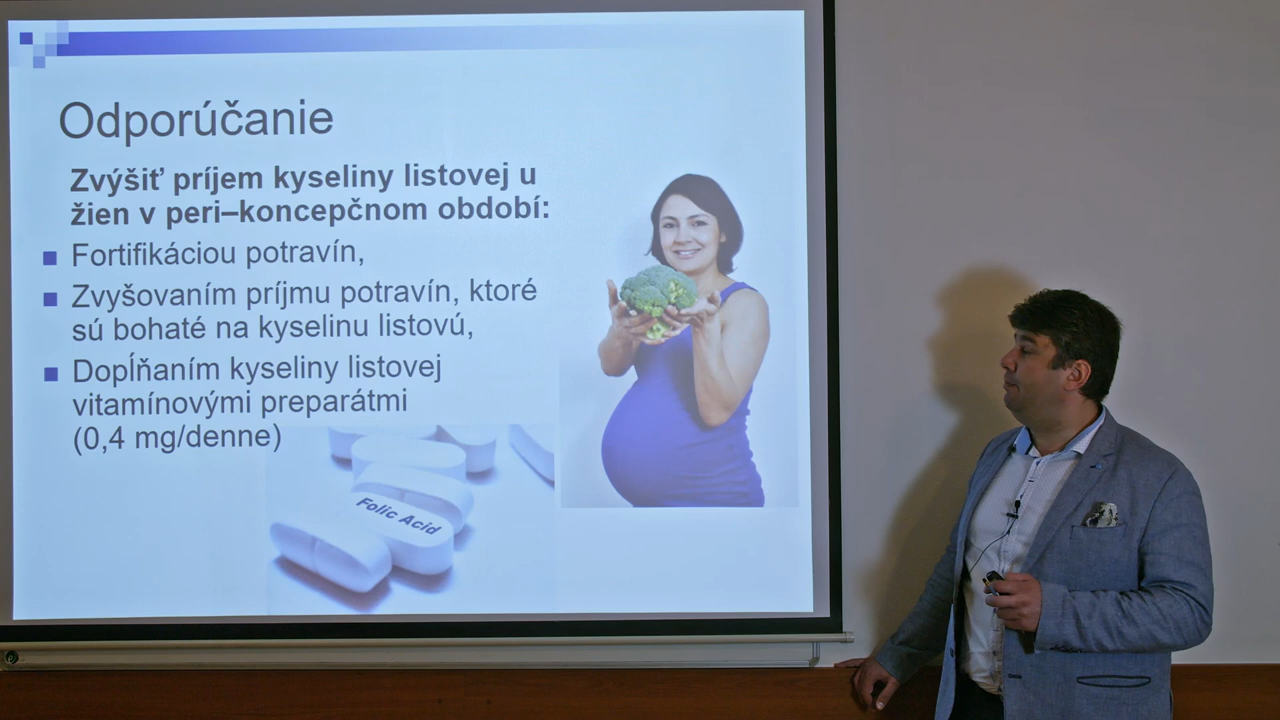 Odporúčanie
Zvýšiť príjem kyseliny listovej u
žien v peri–koncepčnom období:
Fortifikáciou potravín,
Zvyšovaním príjmu potravín, ktoré
sú bohaté na kyselinu listovú,
Dopĺňaním kyseliny listovej
vitamínovými preparátmi
(0,4 mg/denne)
Folic Acid